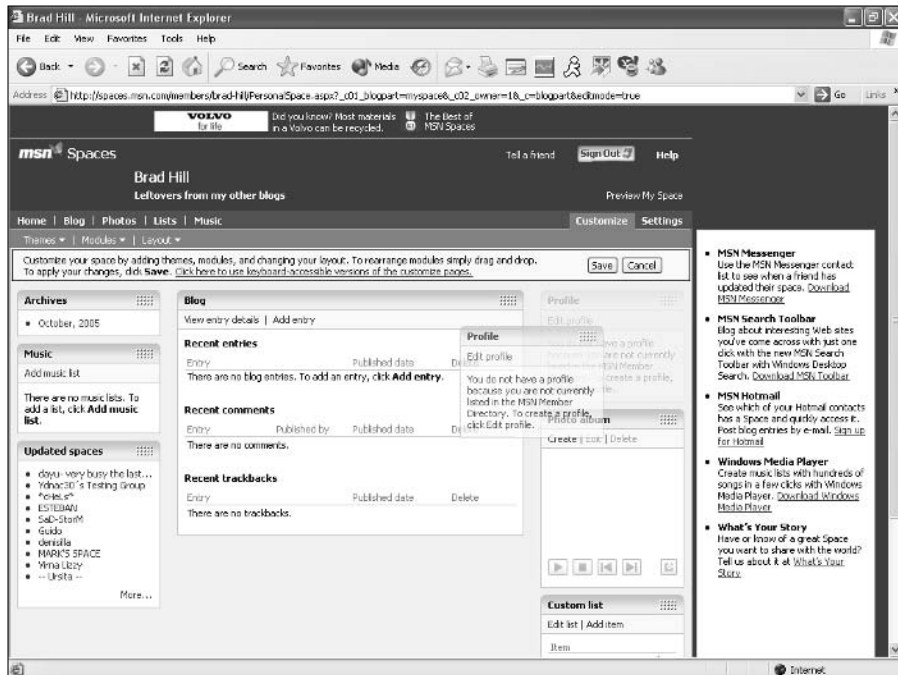 Brad Hill - Microsoft Internet Explorer
File Edit View Favorites Tools Help
Back Search Favorites Media
Address http://spaces.msn.com/members/brad-hill/PersonalSpace.aspx?_c01_blogpart=myspace&_c02_owner=1&_c=blogpart&editmode=true Go Links
VOLVO
for life
Did you know? Most materials
in a Volvo can be recycled.
The Best of
MSN Spaces
msn Spaces
Tell a friend Sign Out Help
Brad Hill
Leftovers from my other blogs
Preview My Space
Home | Blog | Photos | Lists | Music
Customize Settings
Themes | Modules | Layout
Customize your space by adding themes, modules, and changing your layout. To rearrange modules simply drag and drop.
To apply your changes, click Save. Click here to use keyboard-accessible versions of the customize pages.
Save Cancel
Archives
October, 2005
Music
Add music list
There are no music lists. To
add a list, click Add music
list.
Updated spaces
dayu- very busy the last...
Ydnac3D´s Testing Group
*cHeLs*
ESTEBAN
SaD-StorM
Guido
denisilla
MARK'S SPACE
Yirna Lizzy
-- Ursita --
More...
Blog
View entry details | Add entry
Recent entries
Entry Published date
There are no blog entries. To add an entry, click Add entry.
Recent comments
Entry Published by Published date
There are no comments.
Recent trackbacks
Entry Published date Delete
There are no trackbacks.
Profile
Edit profile
Profile
Edit profile
You do not have a profile
because you are not currently
listed in the MSN Member
Directory. To create a profile,
click Edit profile.
Photo album
Create | Edit | Delete
Custom list
Edit list | Add item
Item
MSN Messenger
Use the MSN Messenger contact
list to see when a friend has
updated their space. Download
MSN Messenger
MSN Search Toolbar
Blog about interesting Web sites
you've come across with just one
click with the new MSN Search
Toolbar with Windows Desktop
Search. Download MSN Toolbar
MSN Hotmail
See which of your Hotmail contacts
has a Space and quickly access it.
Post blog entries by e-mail. Sign up
for Hotmail
Windows Media Player
Create music lists with hundreds of
songs in a few clicks with Windows
Media Player. Download Windows
Media Player
What's Your Story
Have or know of a great Space
you want to share with the world?
Tell us about it at What's Your
Story.
Internet